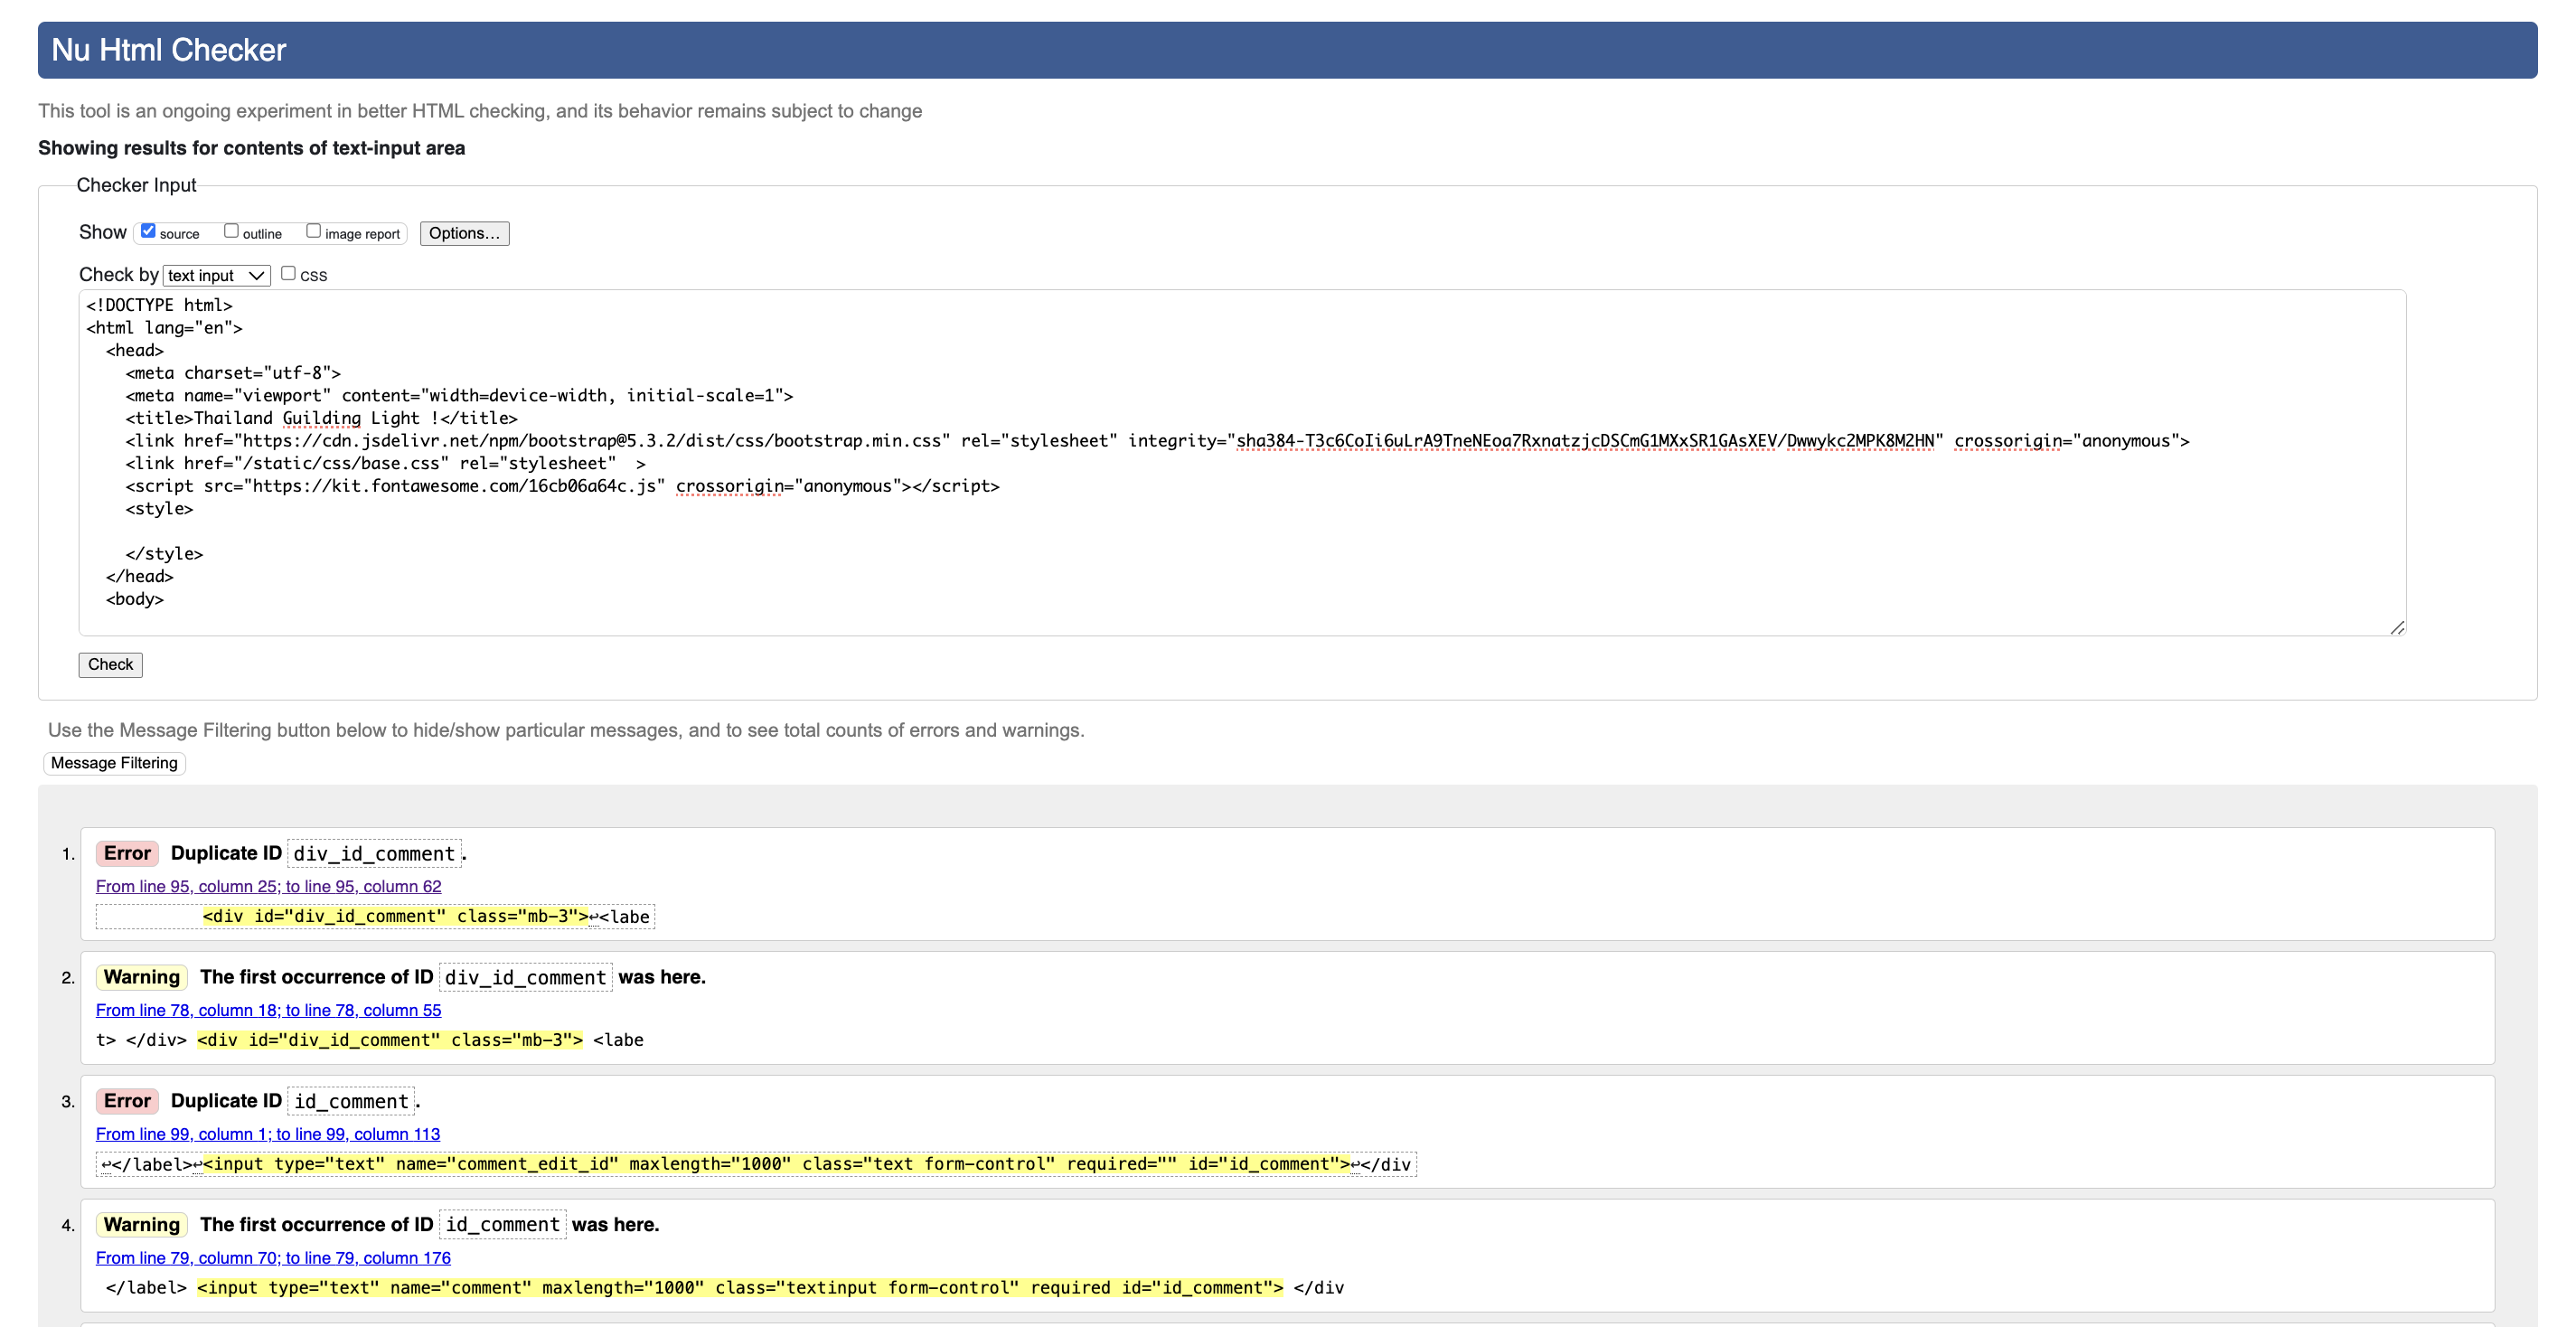 Nu Html Checker
This tool is an ongoing experiment in better HTML checking, and its behavior remains subject to change
Showing results for contents of text-input area
Checker Input
Show source outline image report Options...
Check by text input css
<!DOCTYPE html>
<html lang="en">
<head>
<meta charset="utf-8">
<meta name="viewport" content="width=device-width, initial-scale=1">
<title>Thailand Guilding Light !</title>
<link href="https://cdn.jsdelivr.net/npm/bootstrap@5.3.2/dist/css/bootstrap.min.css" rel="stylesheet" integrity="sha384-T3c6CoIi6uLrA9TneNEoa7RxnatzjcDSCmG1MXxSR1GAsXEV/Dwwykc2MPK8M2HN" crossorigin="anonymous">
<link href="/static/css/base.css" rel="stylesheet"  >
<script src="https://kit.fontawesome.com/16cb06a64c.js" crossorigin="anonymous"></script>
<style>
</style>
</head>
<body>
Check
Use the Message Filtering button below to hide/show particular messages, and to see total counts of errors and warnings.
Message Filtering
1. Error Duplicate ID div_id_comment.
From line 95, column 25; to line 95, column 62
<div id="div_id_comment" class="mb-3">↩<labe
2. Warning The first occurrence of ID div_id_comment was here.
From line 78, column 18; to line 78, column 55
t> </div> <div id="div_id_comment" class="mb-3"> <labe
3. Error Duplicate ID id_comment.
From line 99, column 1; to line 99, column 113
↩</label>↩<input type="text" name="comment_edit_id" maxlength="1000" class="text form-control" required="" id="id_comment">↩</div
4. Warning The first occurrence of ID id_comment was here.
From line 79, column 70; to line 79, column 176
</label> <input type="text" name="comment" maxlength="1000" class="textinput form-control" required id="id_comment"> </div